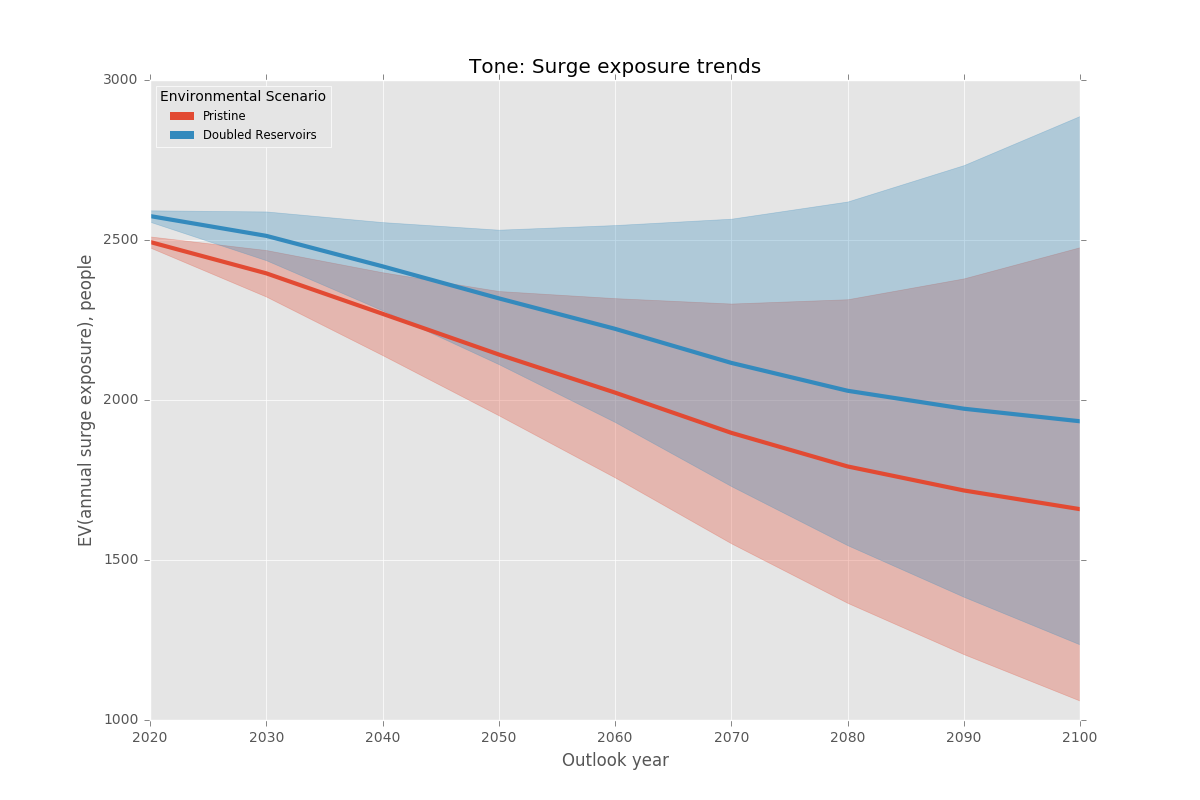 Tone: Surge exposure trends
Environmental Scenario
Pristine
Doubled Reservoirs
EV(annual surge exposure), people
3000
2500
2000
1500
1000
2020 2030 2040 2050 2060 2070 2080 2090 2100
Outlook year